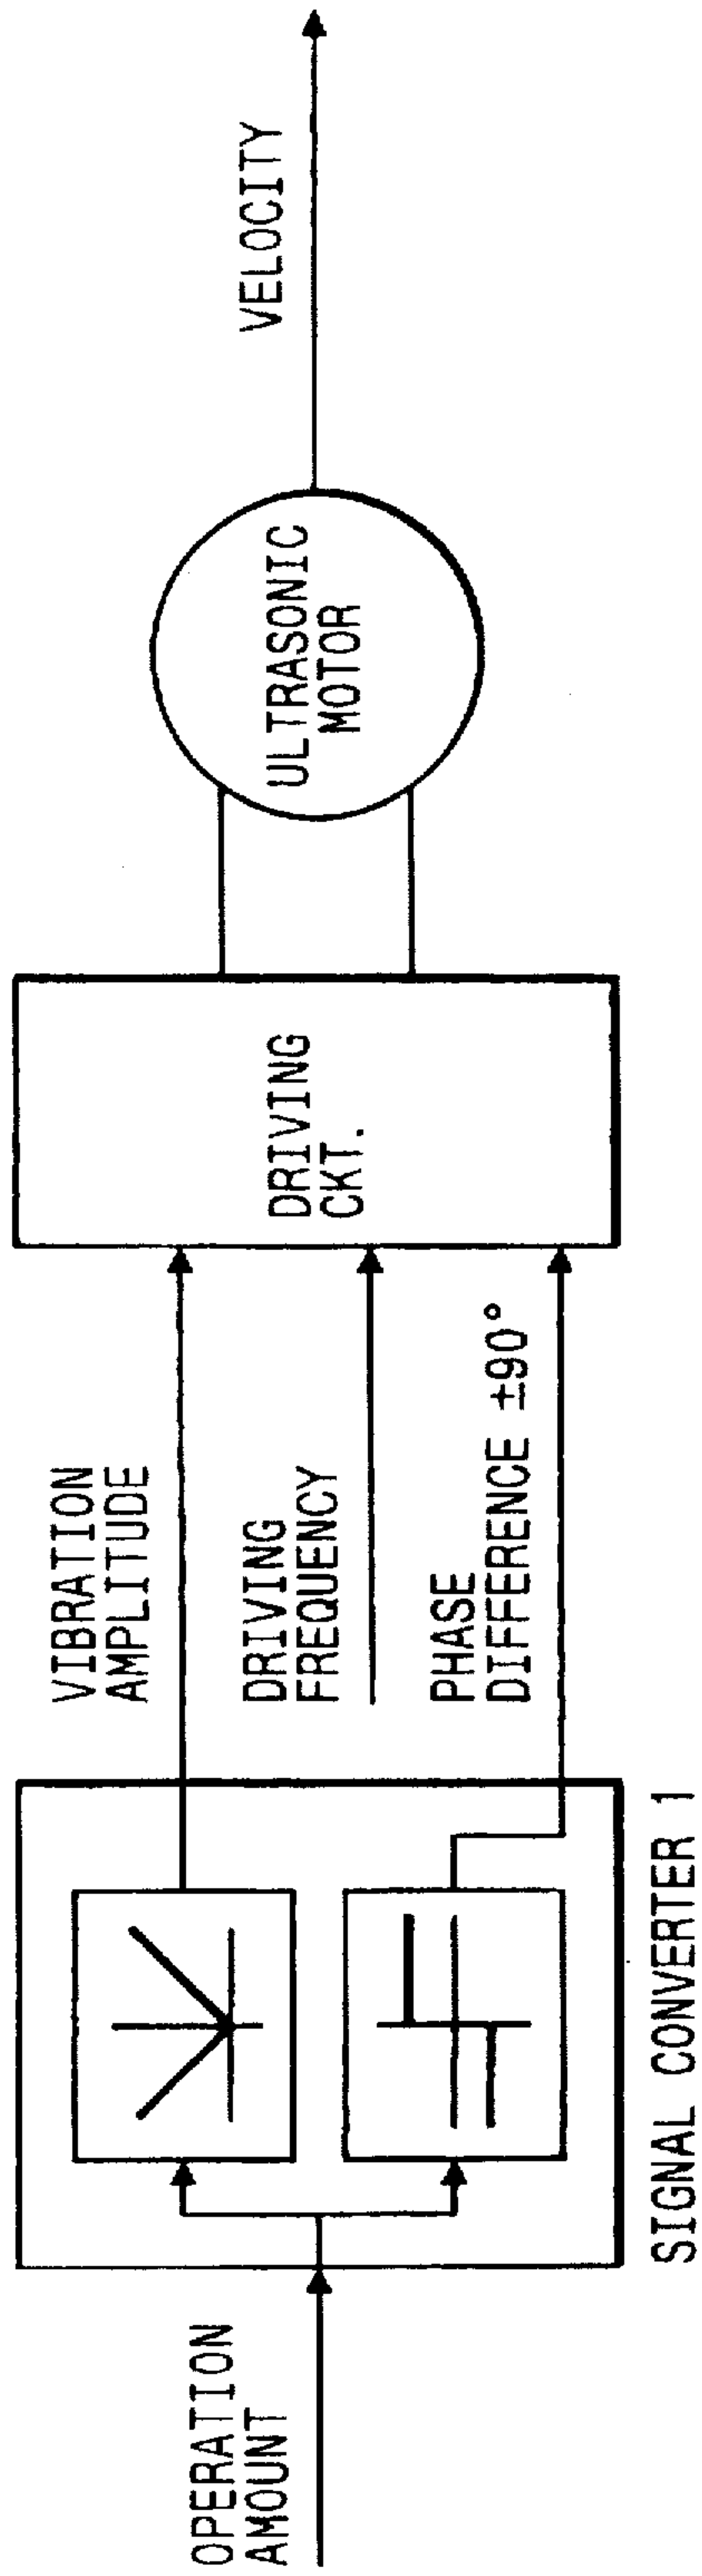 OPERATION
AMOUNT
SIGNAL CONVERTER 1
VIBRATION
AMPLITUDE
DRIVING
FREQUENCY
PHASE
DIFFERENCE ±90°
DRIVING
CKT.
ULTRASONIC
MOTOR
VELOCITY